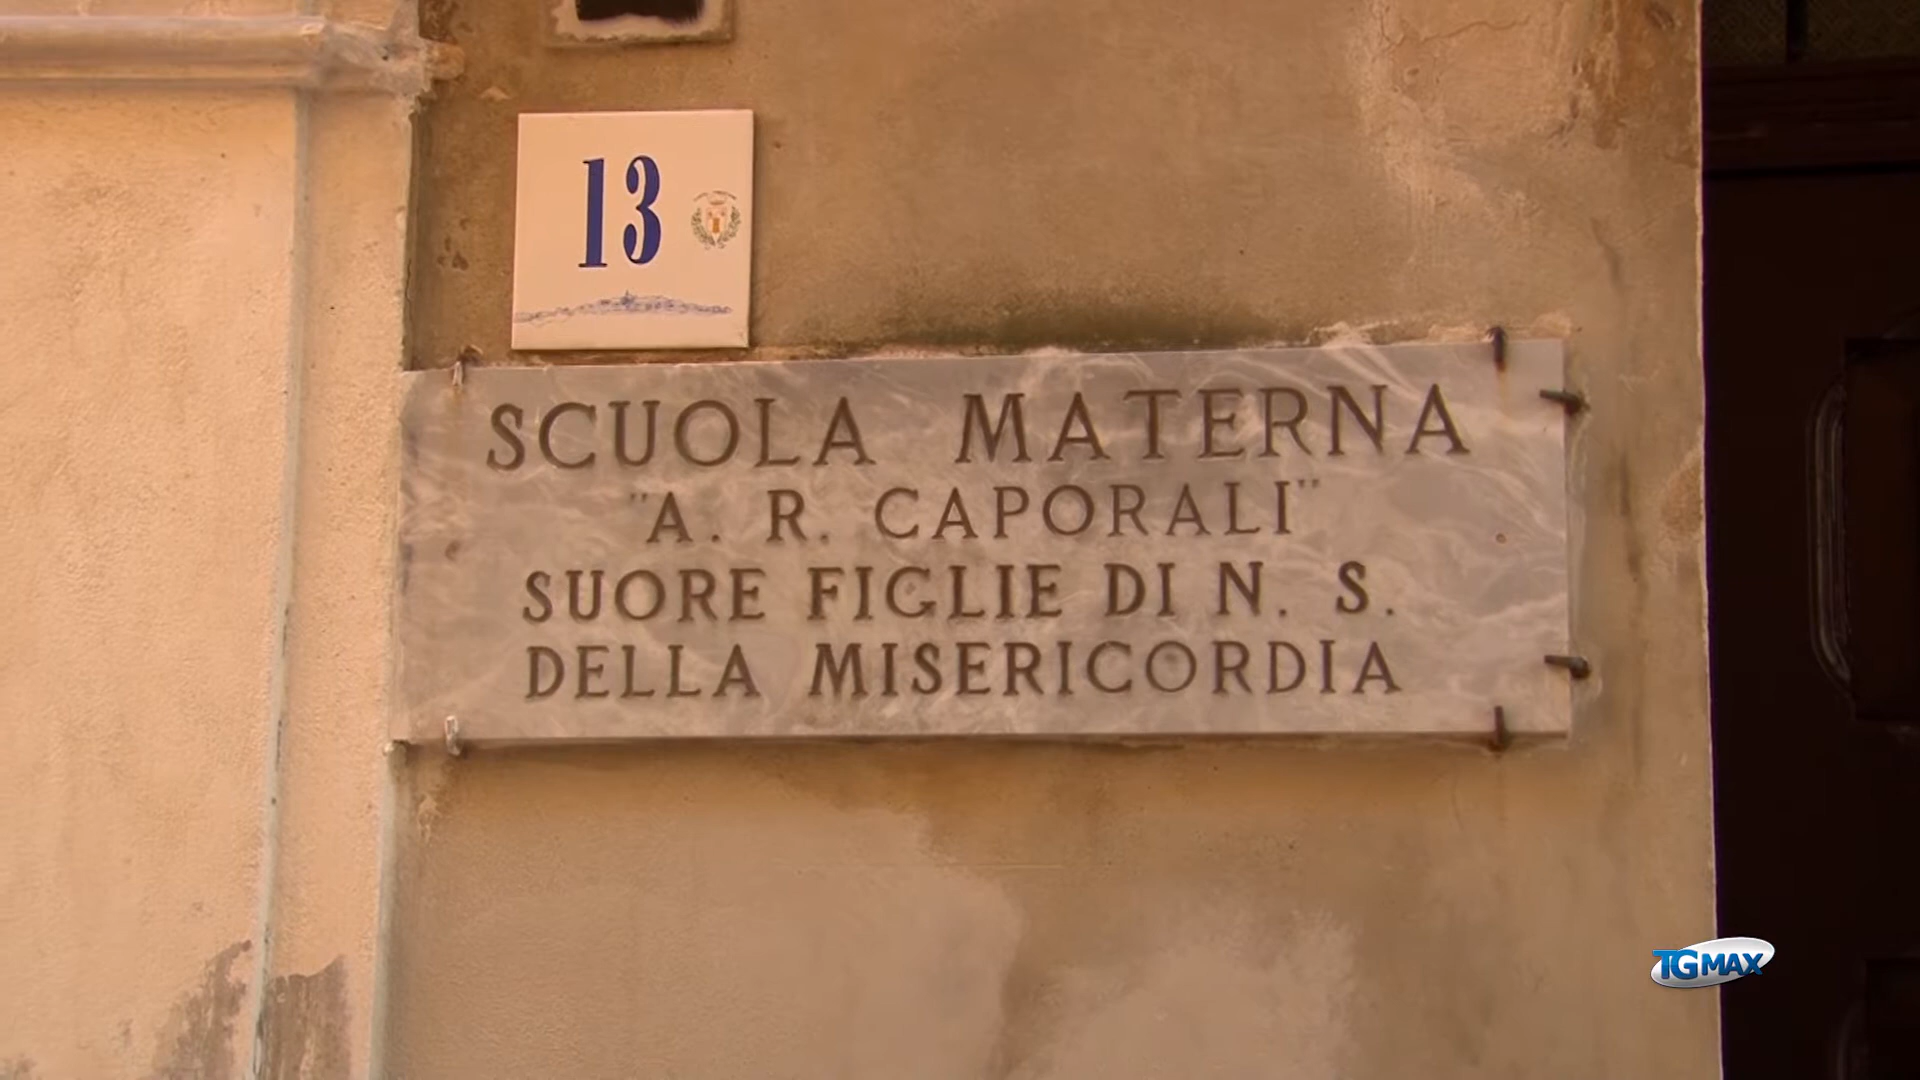 13
SCUOLA MATERNA
"A. R. CAPORALI"
SUORE FIGLIE DI N. S.
DELLA MISERICORDIA
TGMAX